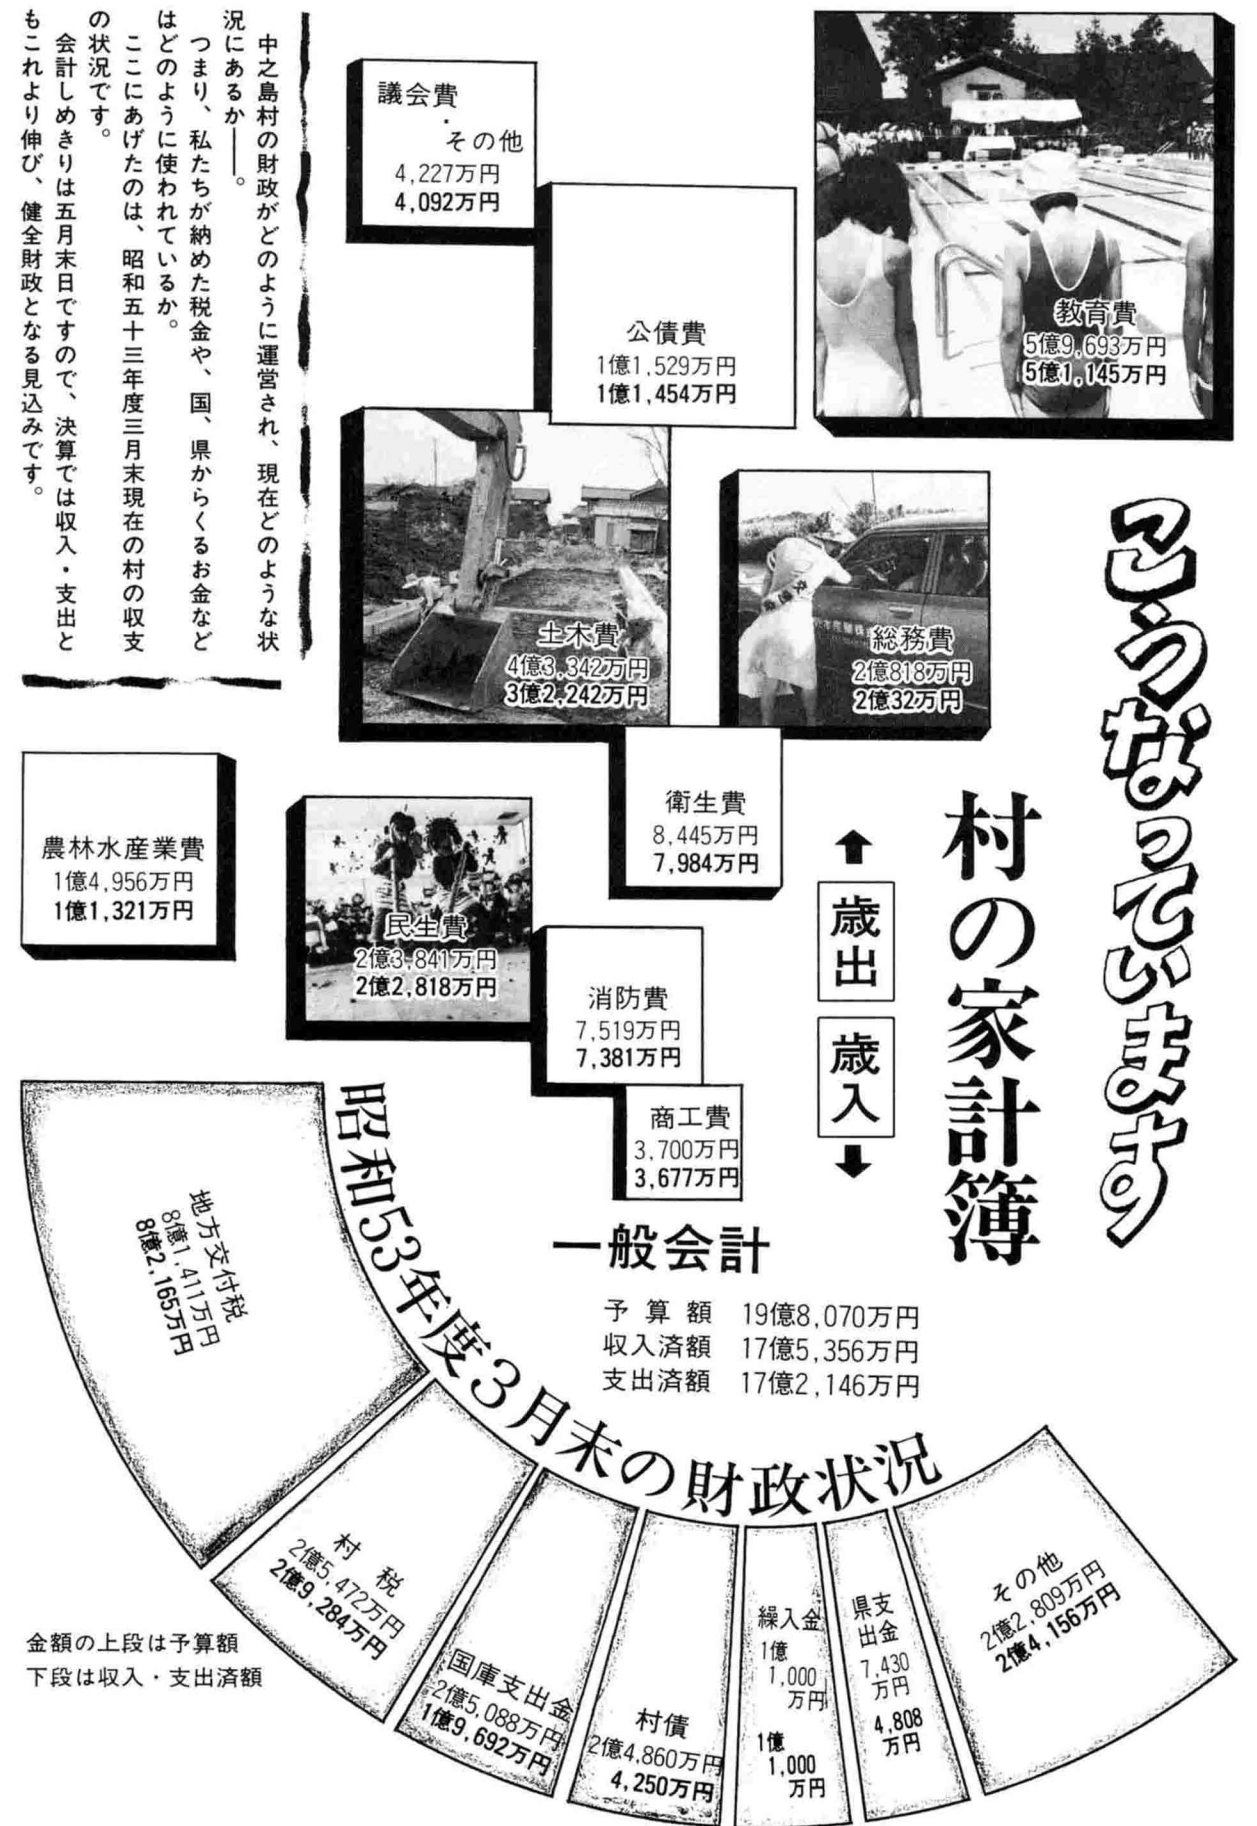 こうなっています
村の家計簿
中之島村の財政がどのように運営され、現在どのような状
況にあるか――。
つまり、私たちが納めた税金や、国、県からくるお金など
はどのように使われているか。
ここにあげたのは、昭和五十三年度三月末現在の村の収支
の状況です。
会計しめきりは五月末日ですので、決算では収入・支出と
もこれより伸び、健全財政となる見込みです。
歳出
教育費
5億9,693万円
5億1,145万円
議会費
・
その他
4,227万円
4,092万円
公債費
1億1,529万円
1億1,454万円
土木費
4億3,342万円
3億2,242万円
交通
総務費
2億818万円
2億32万円
衛生費
8,445万円
7,984万円
農林水産業費
1億4,956万円
1億1,321万円
民生費
2億3,841万円
2億2,818万円
消防費
7,519万円
7,381万円
商工費
3,700万円
3,677万円
歳入
一般会計
予算額 19億8,070万円
収入済額 17億5,356万円
支出済額 17億2,146万円
昭和53年度3月末の財政状況
地方交付税
8億1,411万円
8億2,165万円
村税
2億5,472万円
2億9,284万円
国庫支出金
2億5,088万円
1億9,692万円
村債
2億4,860万円
4,250万円
繰入金
1億
1,000
万円
1億
1,000
万円
県支
出金
7,430
万円
4,808
万円
その他
2億2,809万円
2億4,156万円
金額の上段は予算額
下段は収入・支出済額